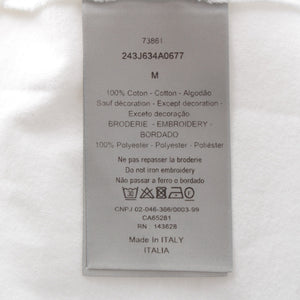 73861
243J634A0677
M
100% Coton - Cotton - Algodão
Sauf décoration - Except decoration -
Exceto decoração
BRODERIE - EMBROIDERY -
BORDADO
100% Polyester - Polyester - Poliéster
Ne pas repasser la broderie
Do not iron embroidery
Não passar a ferro o bordado
CNPJ 02-046-366/0003-99
CA65281
RN : 143628
Made In ITALY
ITALIA